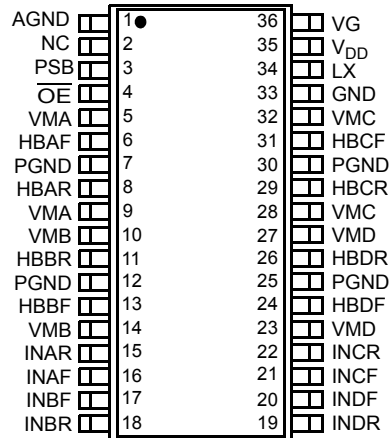 AGND 1 36 VG
NC 2 35 VDD
PSB 3 34 LX
OE 4 33 GND
VMA 5 32 VMC
HBAF 6 31 HBCF
PGND 7 30 PGND
HBAR 8 29 HBCR
VMA 9 28 VMC
VMB 10 27 VMD
HBBR 11 26 HBDR
PGND 12 25 PGND
HBBF 13 24 HBDF
VMB 14 23 VMD
INAR 15 22 INCR
INAF 16 21 INCF
INBF 17 20 INDF
INBR 18 19 INDR